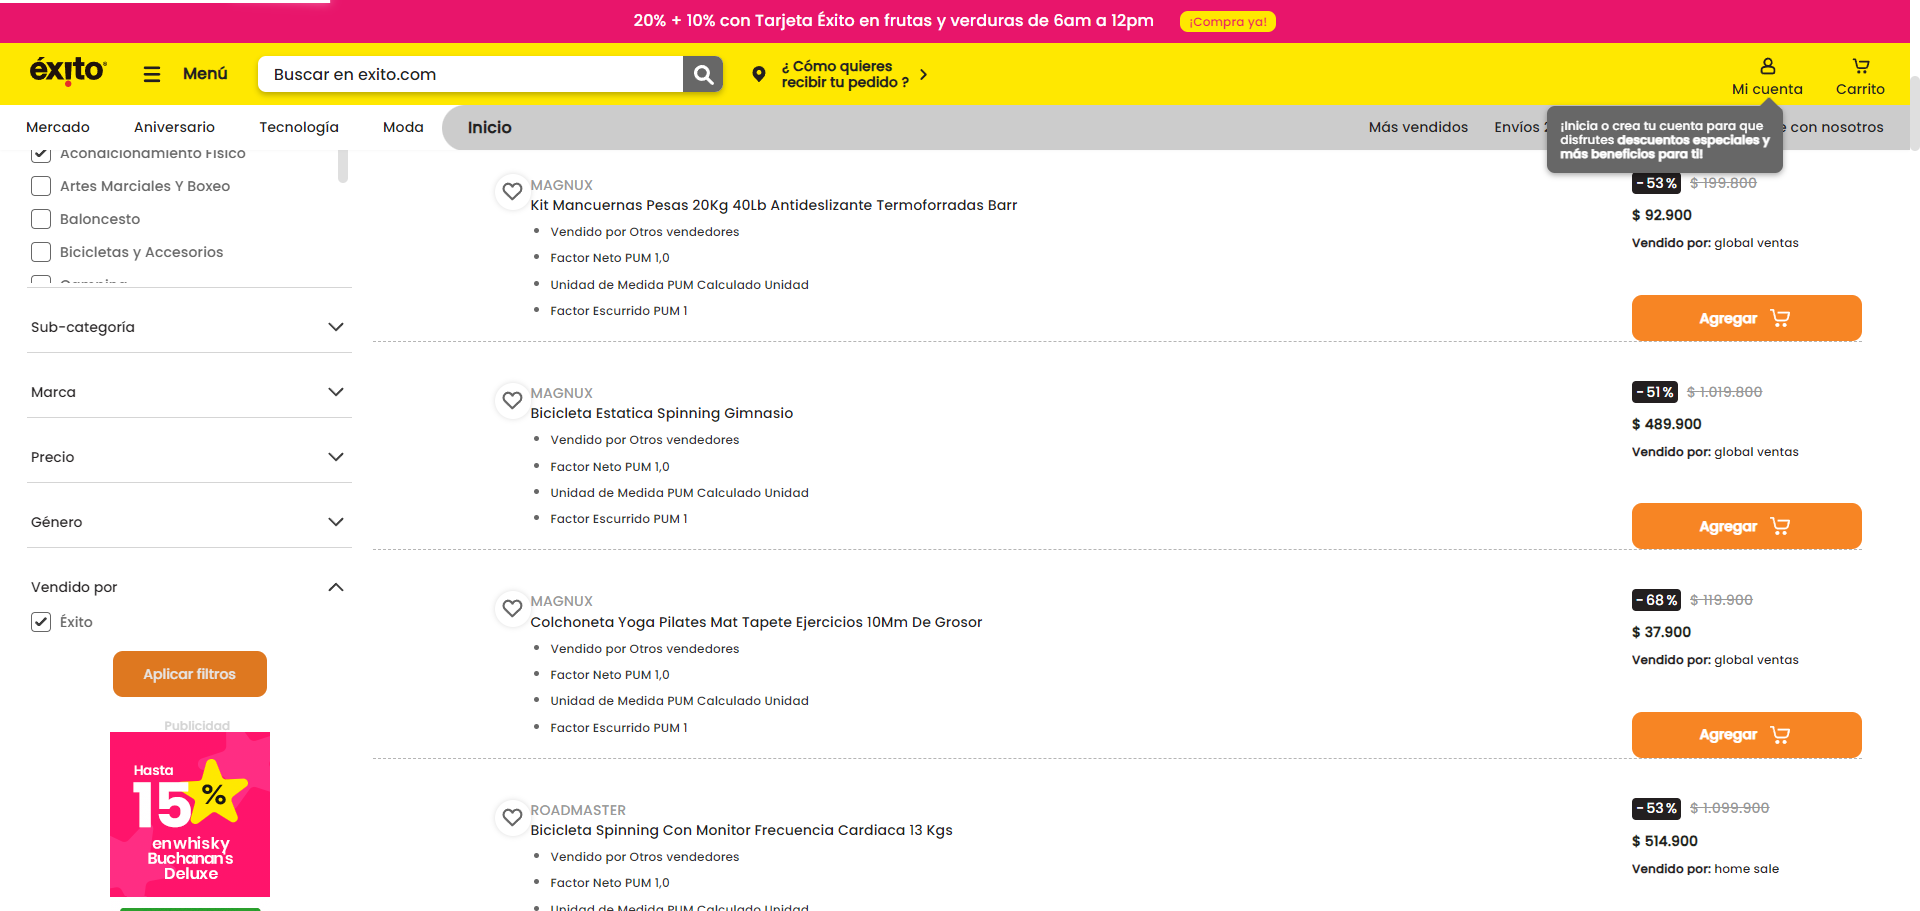 20% + 10% con Tarjeta Éxito en frutas y verduras de 6am a 12pm ¡Compra ya!
éxito
Menú
Buscar en exito.com
¿ Cómo quieres
recibir tu pedido ?
Mi cuenta
Carrito
Mercado
Aniversario
Tecnología
Moda
Inicio
Más vendidos
Envíos
con nosotros
¡Inicia o crea tu cuenta para que
disfrutes descuentos especiales y
más beneficios para ti!
Acondicionamiento Físico
Artes Marciales Y Boxeo
Baloncesto
Bicicletas y Accesorios
Sub-categoría
Marca
Precio
Género
Vendido por
Éxito
Aplicar filtros
Publicidad
Hasta
15%
en whisky
Buchanan's
Deluxe
MAGNUX
Kit Mancuernas Pesas 20Kg 40Lb Antideslizante Termoforradas Barr
Vendido por Otros vendedores
Factor Neto PUM 1,0
Unidad de Medida PUM Calculado Unidad
Factor Escurrido PUM 1
- 53 % $ 199.800
$ 92.900
Vendido por: global ventas
Agregar
MAGNUX
Bicicleta Estatica Spinning Gimnasio
Vendido por Otros vendedores
Factor Neto PUM 1,0
Unidad de Medida PUM Calculado Unidad
Factor Escurrido PUM 1
- 51 % $ 1.019.800
$ 489.900
Vendido por: global ventas
Agregar
MAGNUX
Colchoneta Yoga Pilates Mat Tapete Ejercicios 10Mm De Grosor
Vendido por Otros vendedores
Factor Neto PUM 1,0
Unidad de Medida PUM Calculado Unidad
Factor Escurrido PUM 1
- 68 % $ 119.900
$ 37.900
Vendido por: global ventas
Agregar
ROADMASTER
Bicicleta Spinning Con Monitor Frecuencia Cardiaca 13 Kgs
Vendido por Otros vendedores
Factor Neto PUM 1,0
Unidad de Medida PUM Calculado Unidad
- 53 % $ 1.099.900
$ 514.900
Vendido por: home sale